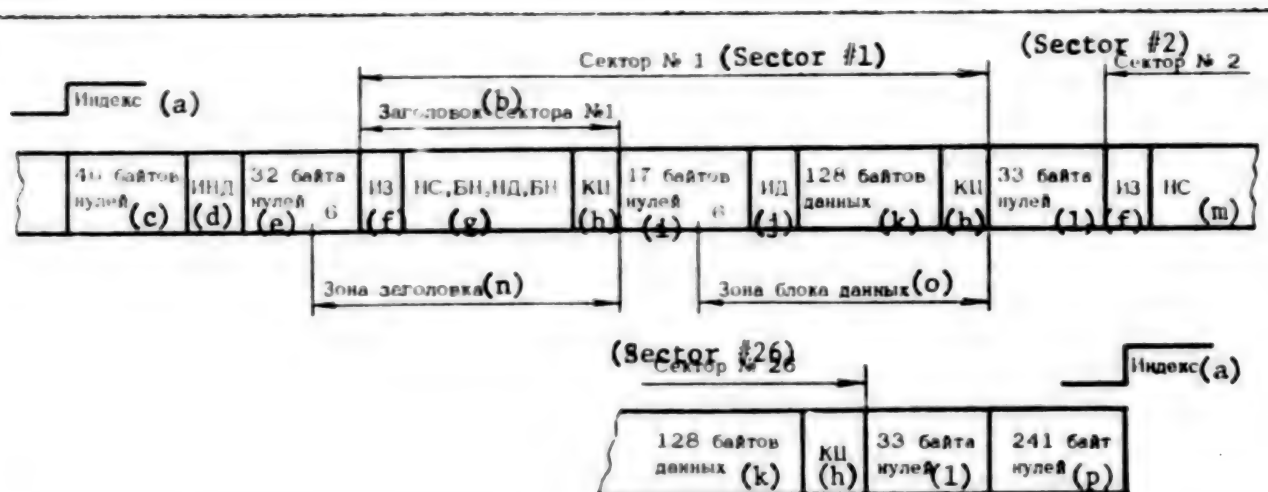 (Sector #2)
Сектор № 1 (Sector #1)
Сектор № 2
Индекс (a)
(b)
Заголовок сектора №1
46 байтов
нулей (c)
ИНД
(d)
32 байта
нулей
(e) 6
ИЗ
(f)
НС,БН,НД,БН
(g)
КЦ
(h)
17 байтов
нулей 6
(i)
ИД
(j)
128 байтов
данных (k)
КЦ
(h)
33 байта
нулей
(l)
ИЗ
(f)
НС
(m)
Зона заголовка(n)
Зона блока данных(o)
(Sector #26)
Сектор № 26
Индекс(a)
128 байтов
данных (k)
КЦ
(h)
33 байта
нулей(l)
241 байт
нулей (p)